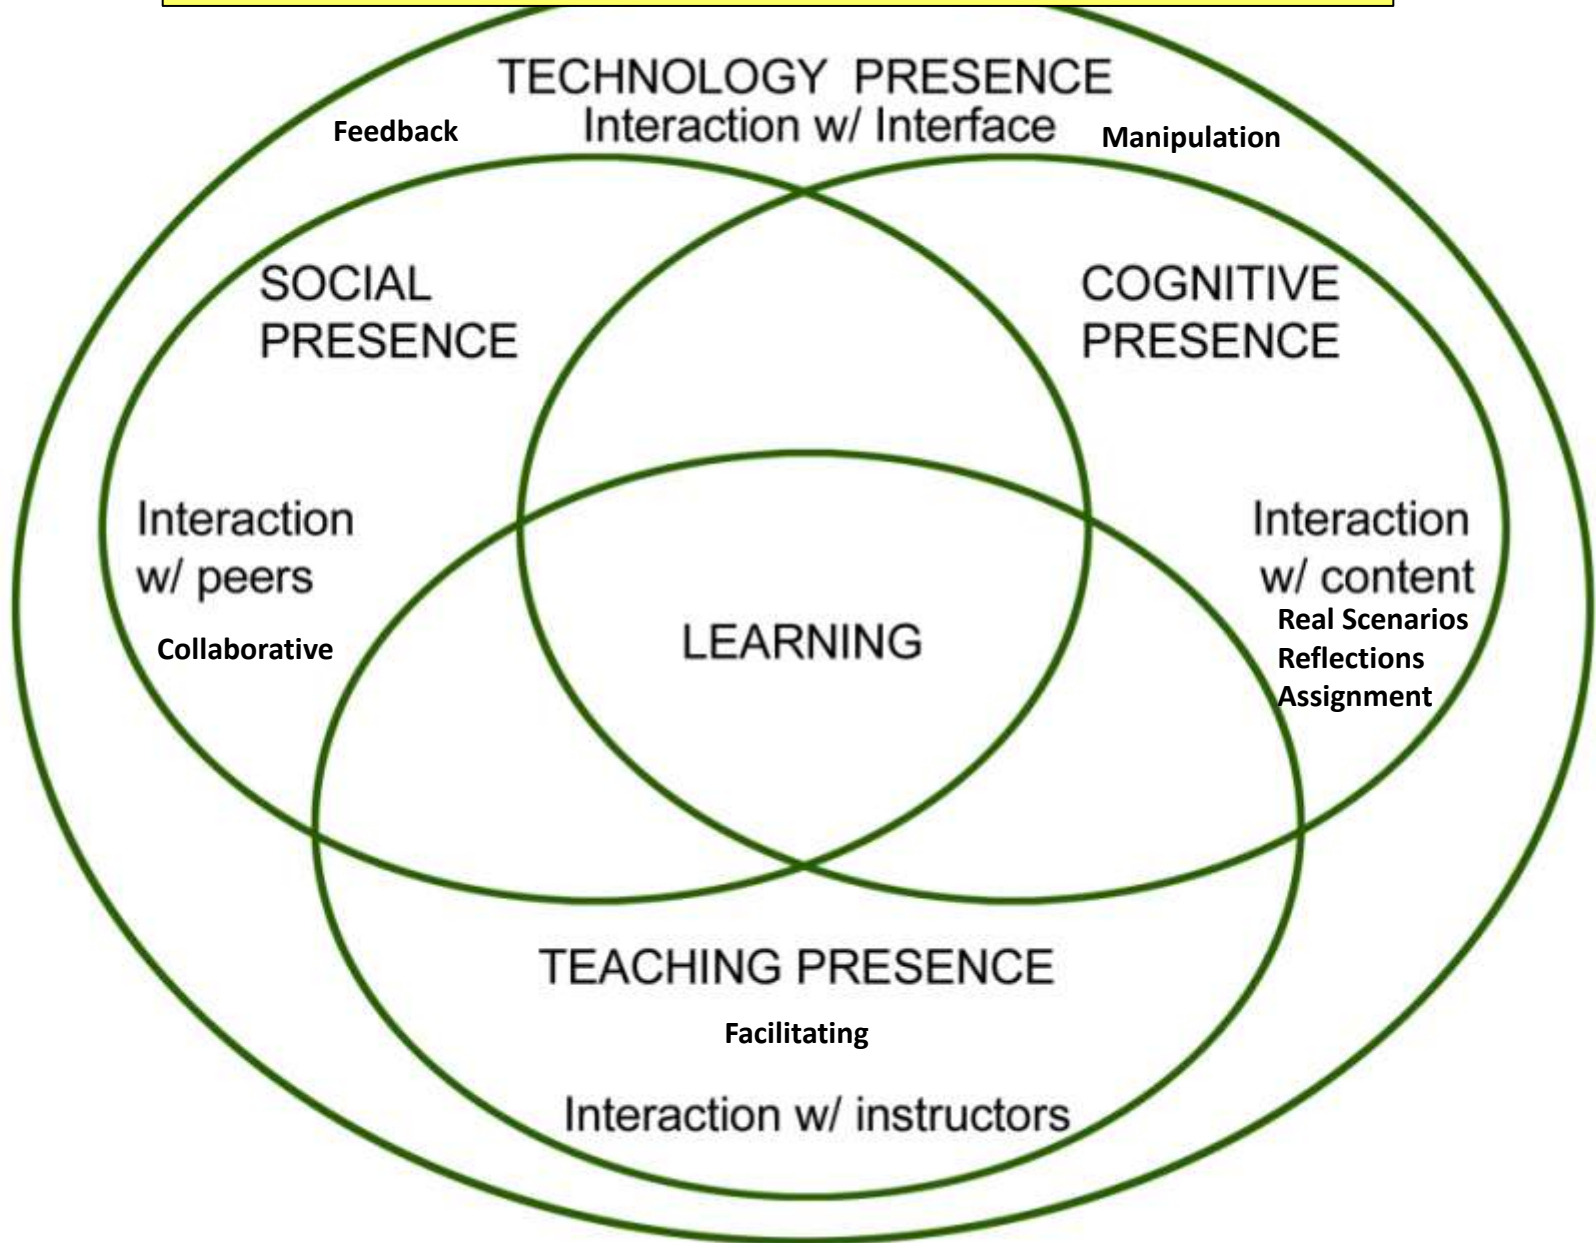 TECHNOLOGY PRESENCE
Interaction w/ Interface
Feedback
Manipulation
SOCIAL
PRESENCE
COGNITIVE
PRESENCE
Interaction
w/ peers
Collaborative
Interaction
w/ content
Real Scenarios
Reflections
Assignment
LEARNING
TEACHING PRESENCE
Facilitating
Interaction w/ instructors